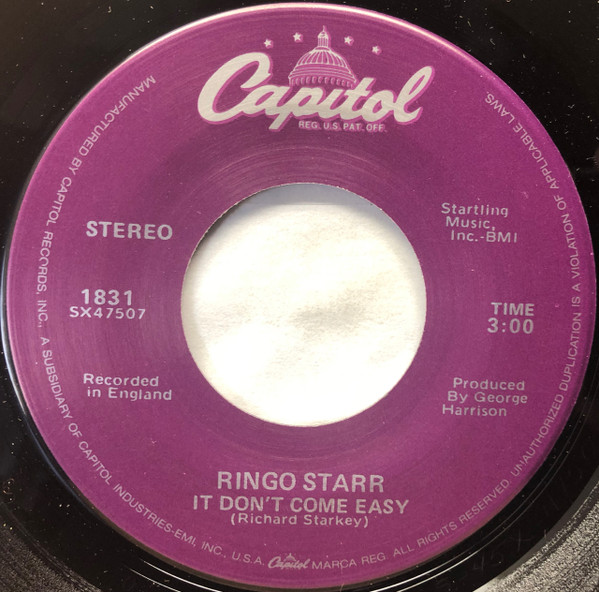 Capitol
REG. U.S. PAT. OFF.
STEREO
Startling
Music,
Inc.-BMI
1831
SX47507
TIME
3:00
Recorded
in England
Produced
By George
Harrison
RINGO STARR
IT DON'T COME EASY
(Richard Starkey)
MANUFACTURED BY CAPITOL RECORDS, INC., A SUBSIDIARY OF CAPITOL INDUSTRIES-EMI, INC., U.S.A. Capitol MARCA REG. ALL RIGHTS RESERVED. UNAUTHORIZED DUPLICATION IS A VIOLATION OF APPLICABLE LAWS